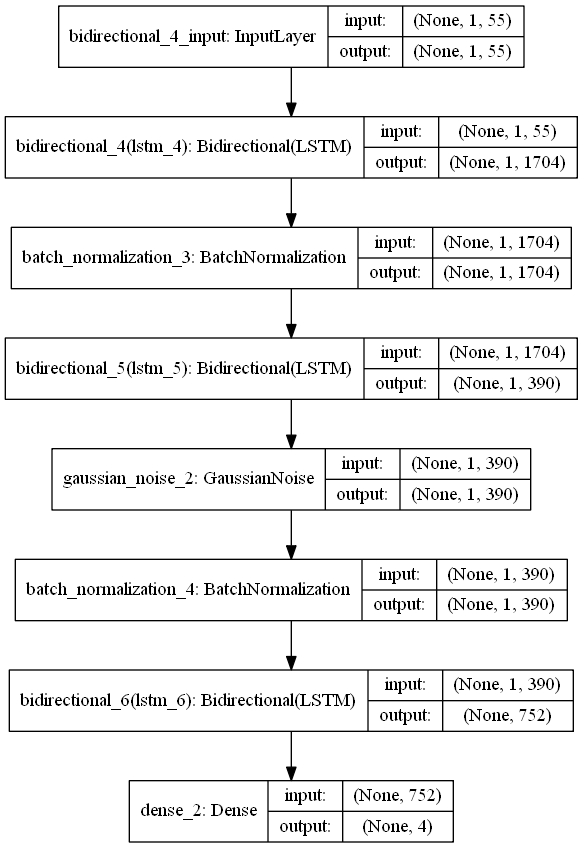 bidirectional_4_input: InputLayer
input: (None, 1, 55)
output: (None, 1, 55)
bidirectional_4(lstm_4): Bidirectional(LSTM)
input: (None, 1, 55)
output: (None, 1, 1704)
batch_normalization_3: BatchNormalization
input: (None, 1, 1704)
output: (None, 1, 1704)
bidirectional_5(lstm_5): Bidirectional(LSTM)
input: (None, 1, 1704)
output: (None, 1, 390)
gaussian_noise_2: GaussianNoise
input: (None, 1, 390)
output: (None, 1, 390)
batch_normalization_4: BatchNormalization
input: (None, 1, 390)
output: (None, 1, 390)
bidirectional_6(lstm_6): Bidirectional(LSTM)
input: (None, 1, 390)
output: (None, 752)
dense_2: Dense
input: (None, 752)
output: (None, 4)